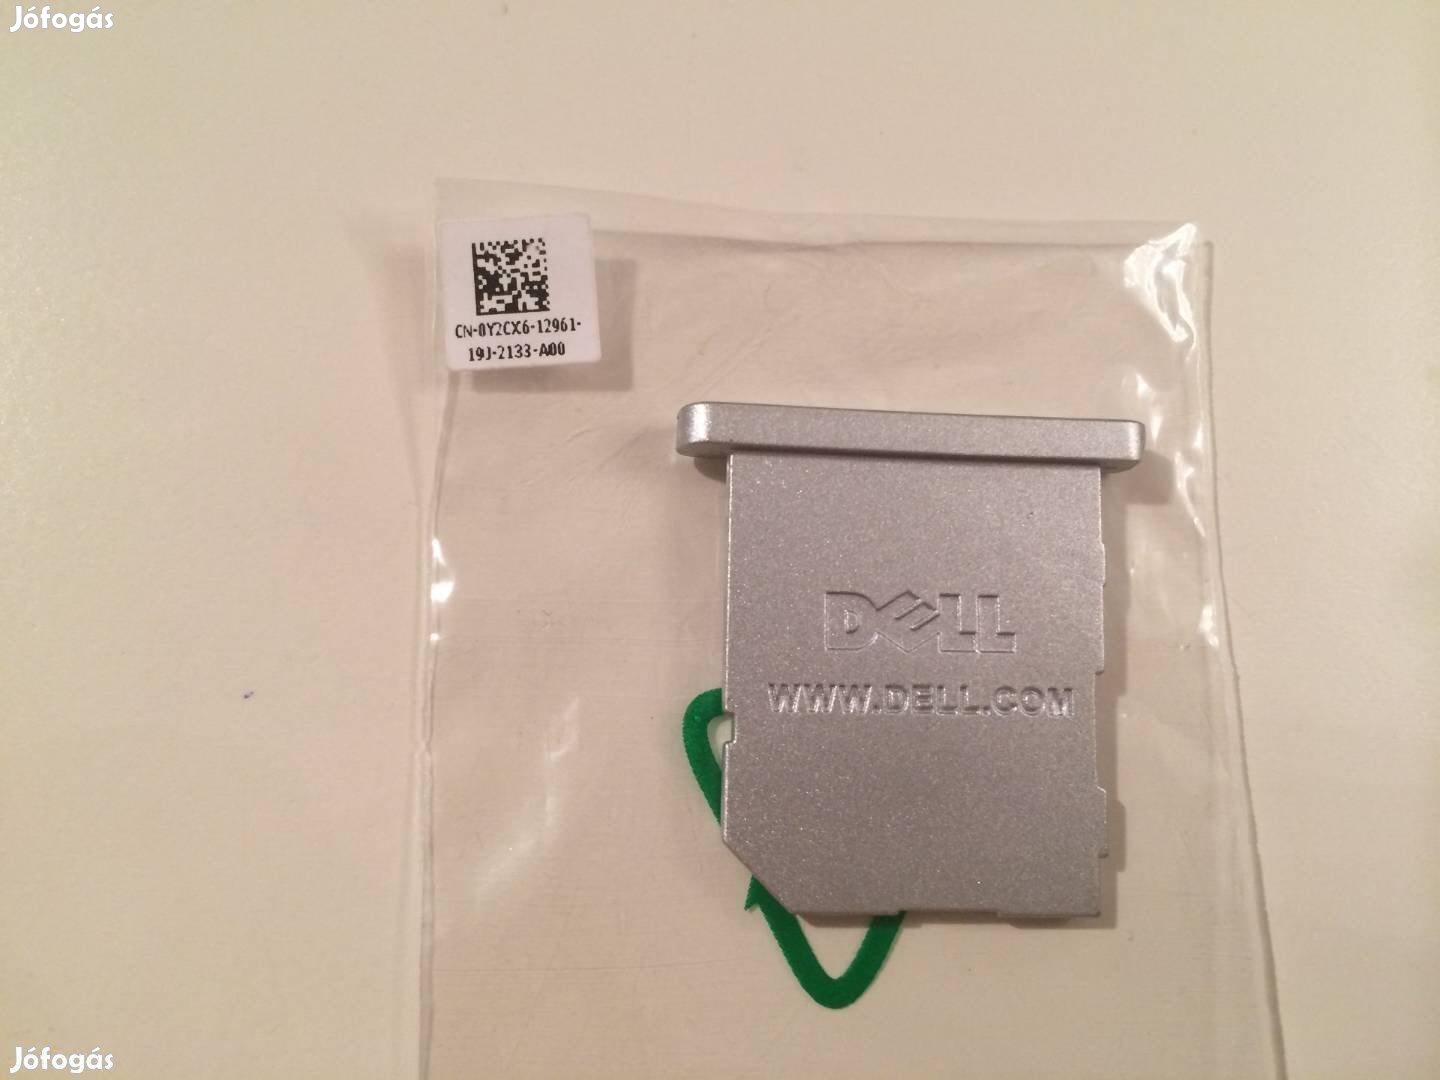 Jófogás
CN-0Y2CX6-12961-
19J-2133-A00
DELL
WWW.DELL.COM
Jófogás